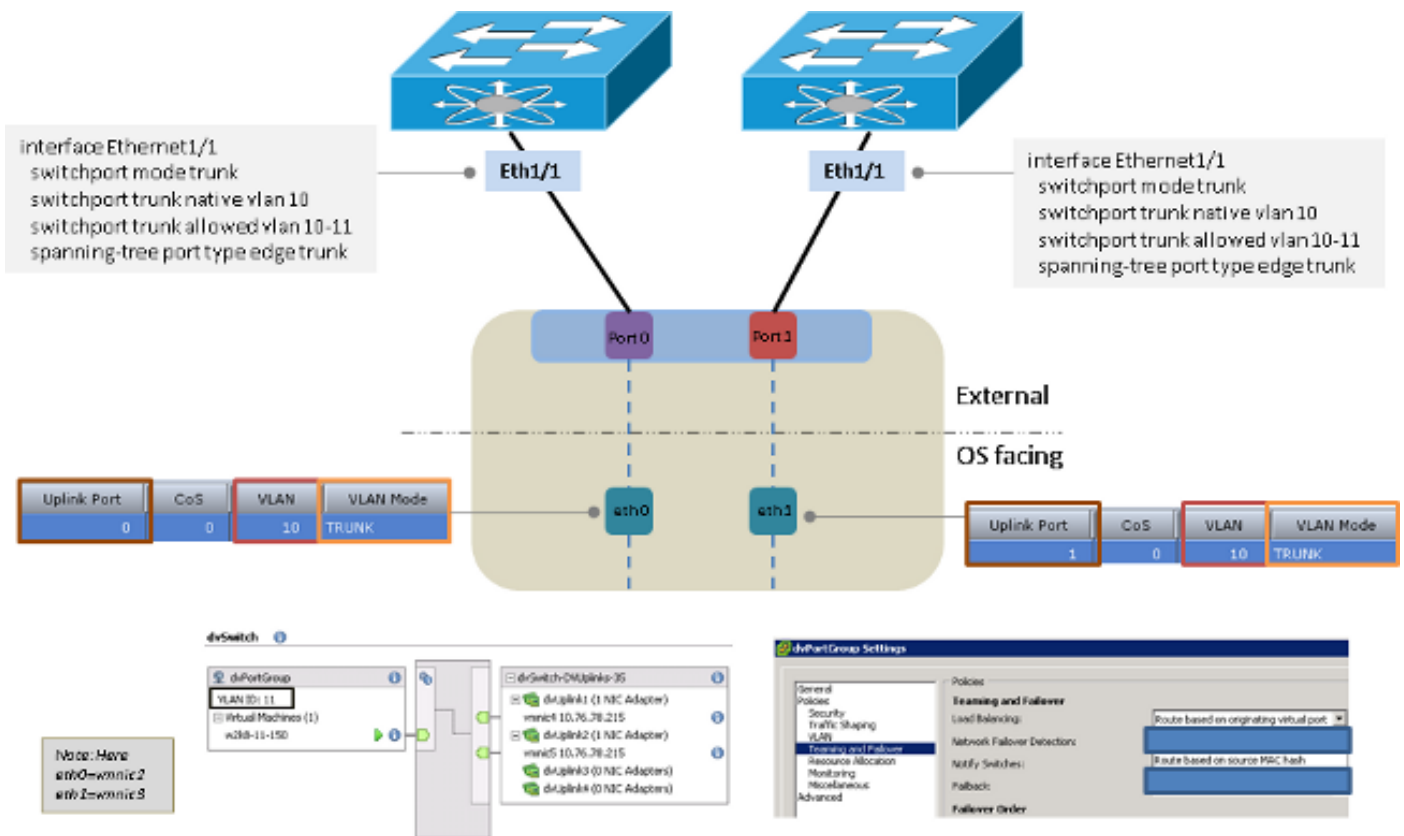 interface Ethernet1/1
switchport mode trunk
switchport trunk native vlan 10
switchport trunk allowed vlan 10-11
spanning-tree port type edge trunk
Eth1/1
Eth1/1
interface Ethernet1/1
switchport mode trunk
switchport trunk native vlan 10
switchport trunk allowed vlan 10-11
spanning-tree port type edge trunk
Port 0
Port 1
External
OS facing
Uplink Port CoS VLAN VLAN Mode
0 0 10 TRUNK
eth0
eth1
Uplink Port CoS VLAN VLAN Mode
1 0 10 TRUNK
dvSwitch
dvPortGroup
VLAN ID: 11
Virtual Machines (1)
w2k8-11-150
dvSwitch-DVUplinks-35
dvUplink1 (1 NIC Adapter)
vmnic4 10.76.78.215
dvUplink2 (1 NIC Adapter)
vmnic5 10.76.78.215
dvUplink3 (0 NIC Adapters)
dvUplink4 (0 NIC Adapters)
Note: Here
eth0=vmnic2
eth1=vmnic3
dvPortGroup Settings
General
Policies
Security
Traffic Shaping
VLAN
Teaming and Failover
Resource Allocation
Monitoring
Miscellaneous
Advanced
Policies
Teaming and Failover
Load Balancing: Route based on originating virtual port
Network Failover Detection:
Notify Switches: Route based on source MAC hash
Failback:
Failover Order